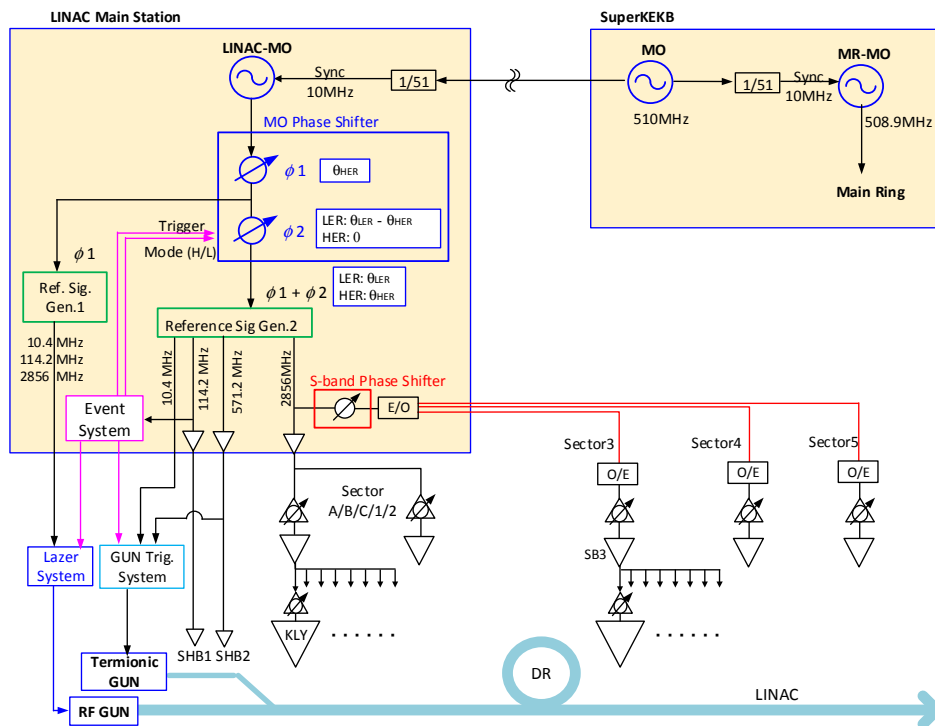 LINAC Main Station
SuperKEKB
LINAC-MO
Sync
10MHz
1/51
MO
510MHz
1/51
Sync
10MHz
MR-MO
508.9MHz
Main Ring
MO Phase Shifter
ϕ1
θHER
ϕ2
LER: θLER - θHER
HER: 0
Trigger
Mode (H/L)
ϕ1
Ref. Sig.
Gen.1
LER: θLER
HER: θHER
ϕ1 + ϕ2
Reference Sig Gen.2
10.4 MHz
114.2 MHz
2856 MHz
10.4 MHz
114.2 MHz
571.2 MHz
2856MHz
S-band Phase Shifter
E/O
Event
System
Sector3
Sector4
Sector5
O/E
O/E
O/E
Sector
A/B/C/1/2
Lazer
System
GUN Trig.
System
SB3
KLY
......
......
SHB1
SHB2
Termionic
GUN
RF GUN
DR
LINAC